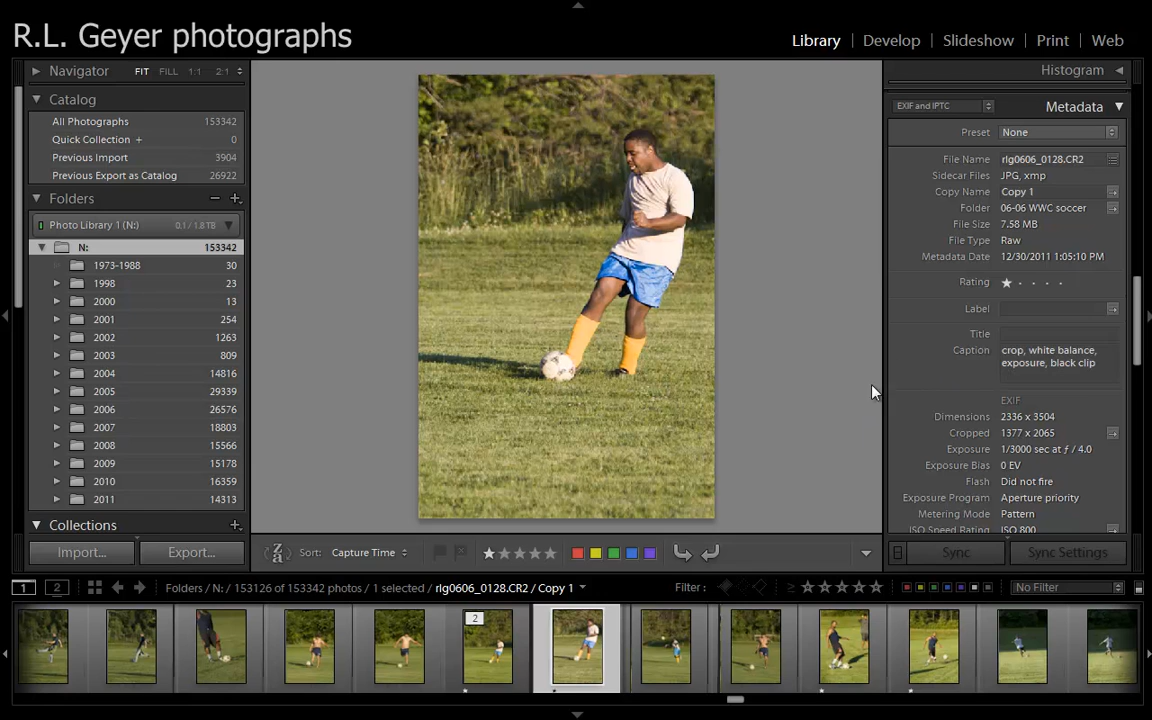 R.L. Geyer photographs
Library | Develop | Slideshow | Print | Web
Navigator FIT FILL 1:1 2:1
Catalog
All Photographs 153342
Quick Collection + 0
Previous Import 3904
Previous Export as Catalog 26922
Folders
Photo Library 1 (N:) 0.1 / 1.8 TB
N: 153342
1973-1988 30
1998 23
2000 13
2001 254
2002 1263
2003 809
2004 14816
2005 29339
2006 26576
2007 18803
2008 15566
2009 15178
2010 16359
2011 14313
Collections
Import... Export...
Histogram
EXIF and IPTC Metadata
Preset None
File Name rlg0606_0128.CR2
Sidecar Files JPG, xmp
Copy Name Copy 1
Folder 06-06 WWC soccer
File Size 7.58 MB
File Type Raw
Metadata Date 12/30/2011 1:05:10 PM
Rating
Label
Title
Caption crop, white balance,
exposure, black clip
EXIF
Dimensions 2336 x 3504
Cropped 1377 x 2065
Exposure 1/3000 sec at ƒ / 4.0
Exposure Bias 0 EV
Flash Did not fire
Exposure Program Aperture priority
Metering Mode Pattern
ISO Speed Rating ISO 800
Sync Sync Settings
Sort: Capture Time
1 2 Folders / N: / 153126 of 153342 photos / 1 selected / rlg0606_0128.CR2 / Copy 1 Filter : No Filter
2